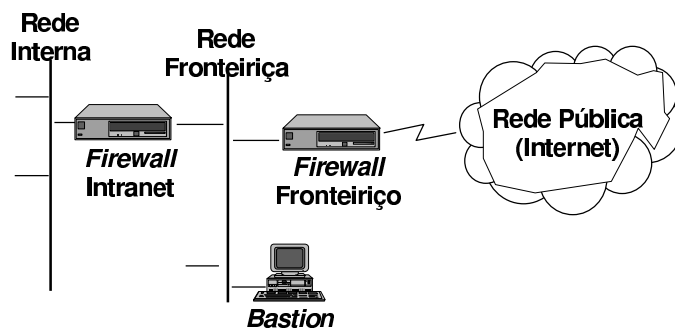 Rede
Interna
Rede
Fronteiriça
Firewall
Intranet
Firewall
Fronteiriço
Rede Pública
(Internet)
Bastion